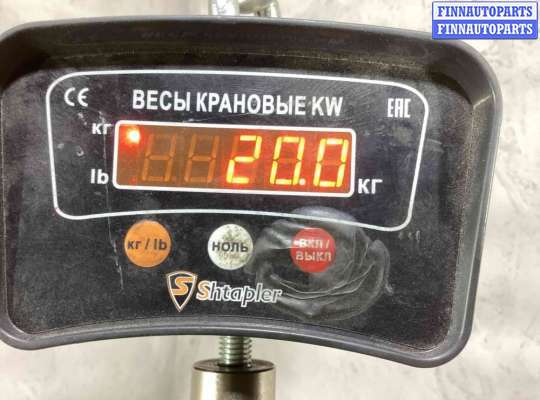 FINNAUTOPARTS
FINNAUTOPARTS
CE ВЕСЫ КРАНОВЫЕ KW EAC
кг
lb
20.0 кг
кг / lb
НОЛЬ
ВКЛ /
ВЫКЛ
S Shtapler